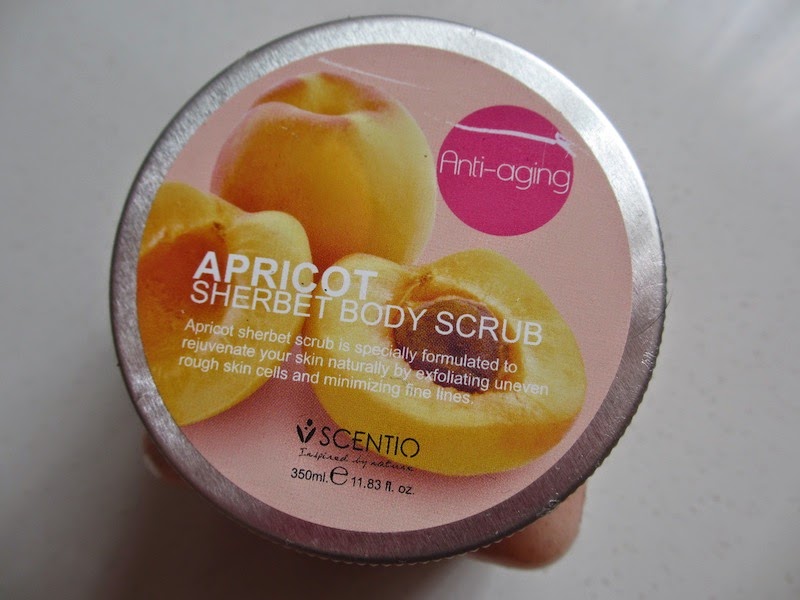 Anti-aging
APRICOT
SHERBET BODY SCRUB
Apricot sherbet scrub is specially formulated to
rejuvenate your skin naturally by exfoliating uneven
rough skin cells and minimizing fine lines.
SCENTIO
Inspired by nature
350ml. ℮ 11.83 fl. oz.